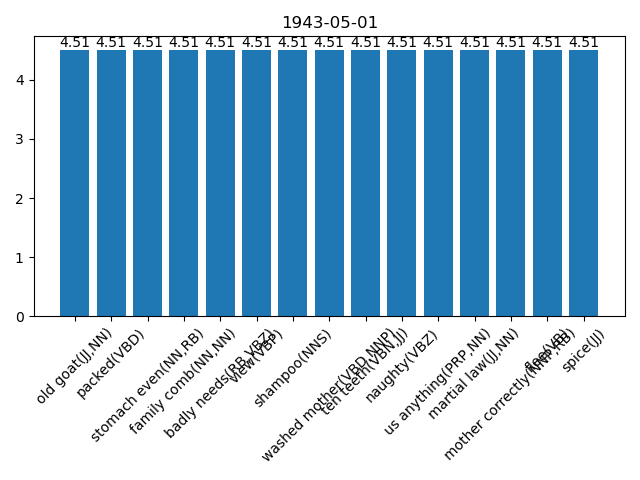 1943-05-01
4.51 4.51 4.51 4.51 4.51 4.51 4.51 4.51 4.51 4.51 4.51 4.51 4.51 4.51 4.51
4
3
2
1
0
old goat(JJ,NN)
packed(VBD)
stomach even(NN,RB)
family comb(NN,NN)
badly needs(RB,VBZ)
view(VBP)
shampoo(NNS)
washed mother(VBD,NNP)
ten teeth(VBN,JJ)
naughty(VBZ)
us anything(PRP,NN)
martial law(JJ,NN)
mother correctly(NNP,RB)
spice(JJ)